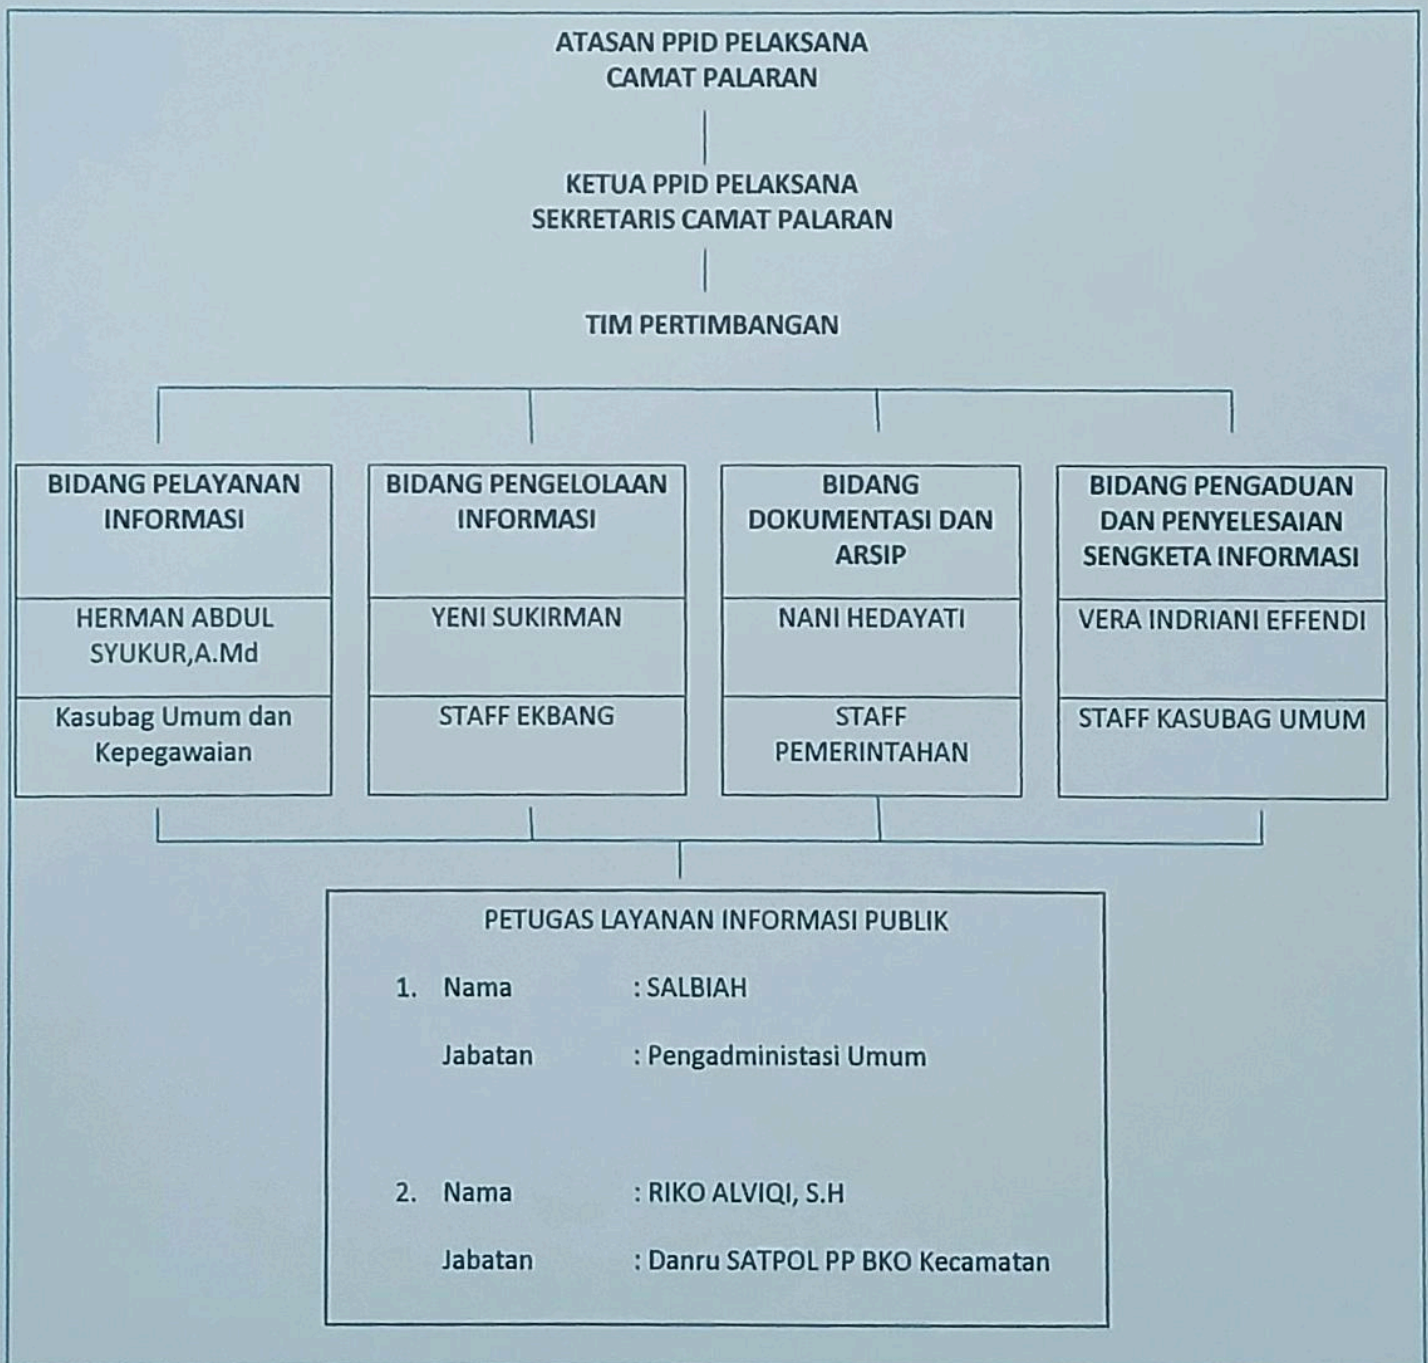 ATASAN PPID PELAKSANA
CAMAT PALARAN
KETUA PPID PELAKSANA
SEKRETARIS CAMAT PALARAN
TIM PERTIMBANGAN
BIDANG PELAYANAN
INFORMASI
HERMAN ABDUL
SYUKUR,A.Md
Kasubag Umum dan
Kepegawaian
BIDANG PENGELOLAAN
INFORMASI
YENI SUKIRMAN
STAFF EKBANG
BIDANG
DOKUMENTASI DAN
ARSIP
NANI HEDAYATI
STAFF
PEMERINTAHAN
BIDANG PENGADUAN
DAN PENYELESAIAN
SENGKETA INFORMASI
VERA INDRIANI EFFENDI
STAFF KASUBAG UMUM
PETUGAS LAYANAN INFORMASI PUBLIK
1. Nama : SALBIAH
Jabatan : Pengadministasi Umum
2. Nama : RIKO ALVIQI, S.H
Jabatan : Danru SATPOL PP BKO Kecamatan